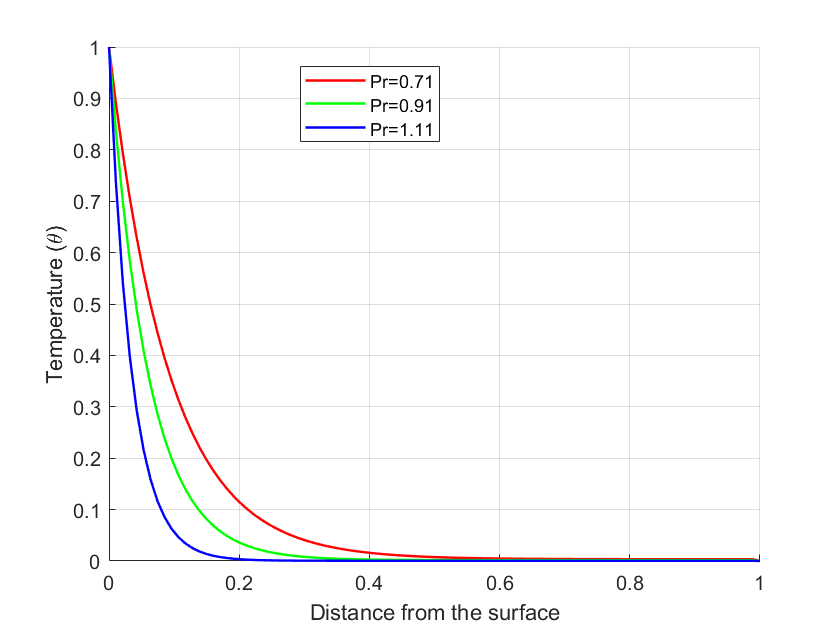 Pr=0.71
Pr=0.91
Pr=1.11
Temperature (θ)
1
0.9
0.8
0.7
0.6
0.5
0.4
0.3
0.2
0.1
0
0 0.2 0.4 0.6 0.8 1
Distance from the surface